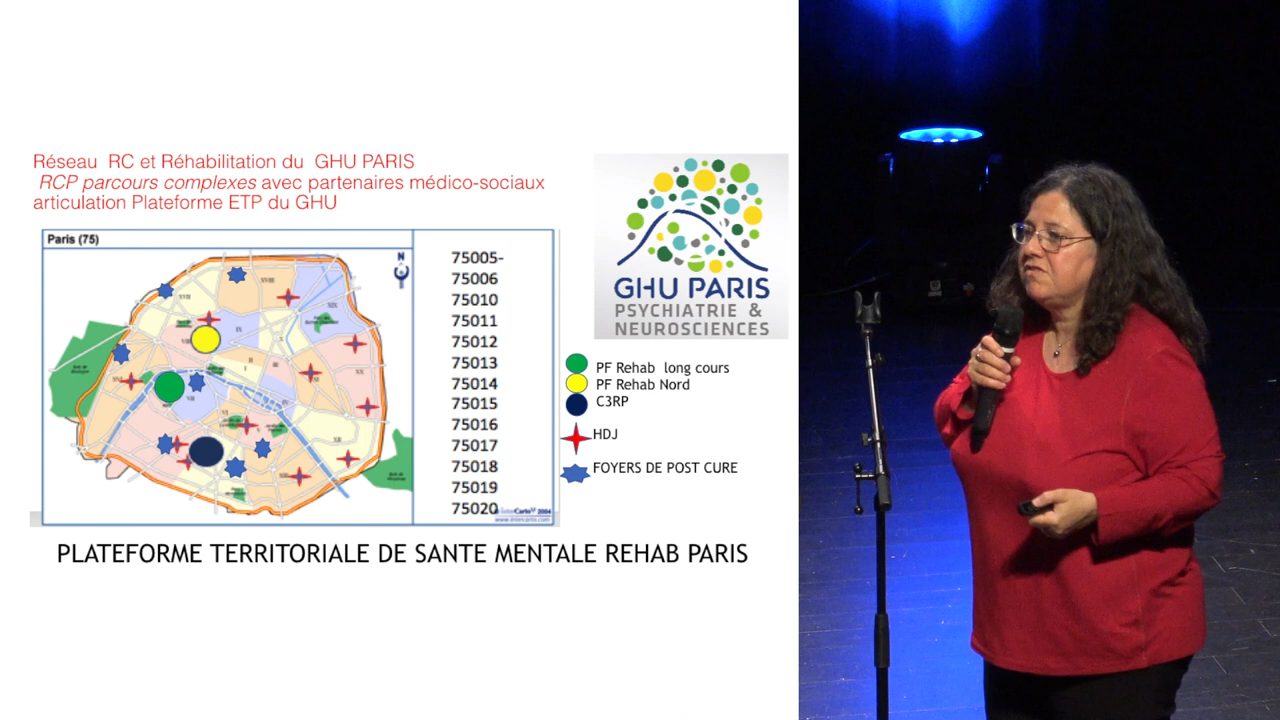 Réseau RC et Réhabilitation du GHU PARIS
RCP parcours complexes avec partenaires médico-sociaux
articulation Plateforme ETP du GHU
Paris (75)
N
75005-
75006
75010
75011
75012
75013
75014
75015
75016
75017
75018
75019
75020
GHU PARIS
PSYCHIATRIE &
NEUROSCIENCES
PF Rehab long cours
PF Rehab Nord
C3RP
HDJ
FOYERS DE POST CURE
PLATEFORME TERRITORIALE DE SANTE MENTALE REHAB PARIS